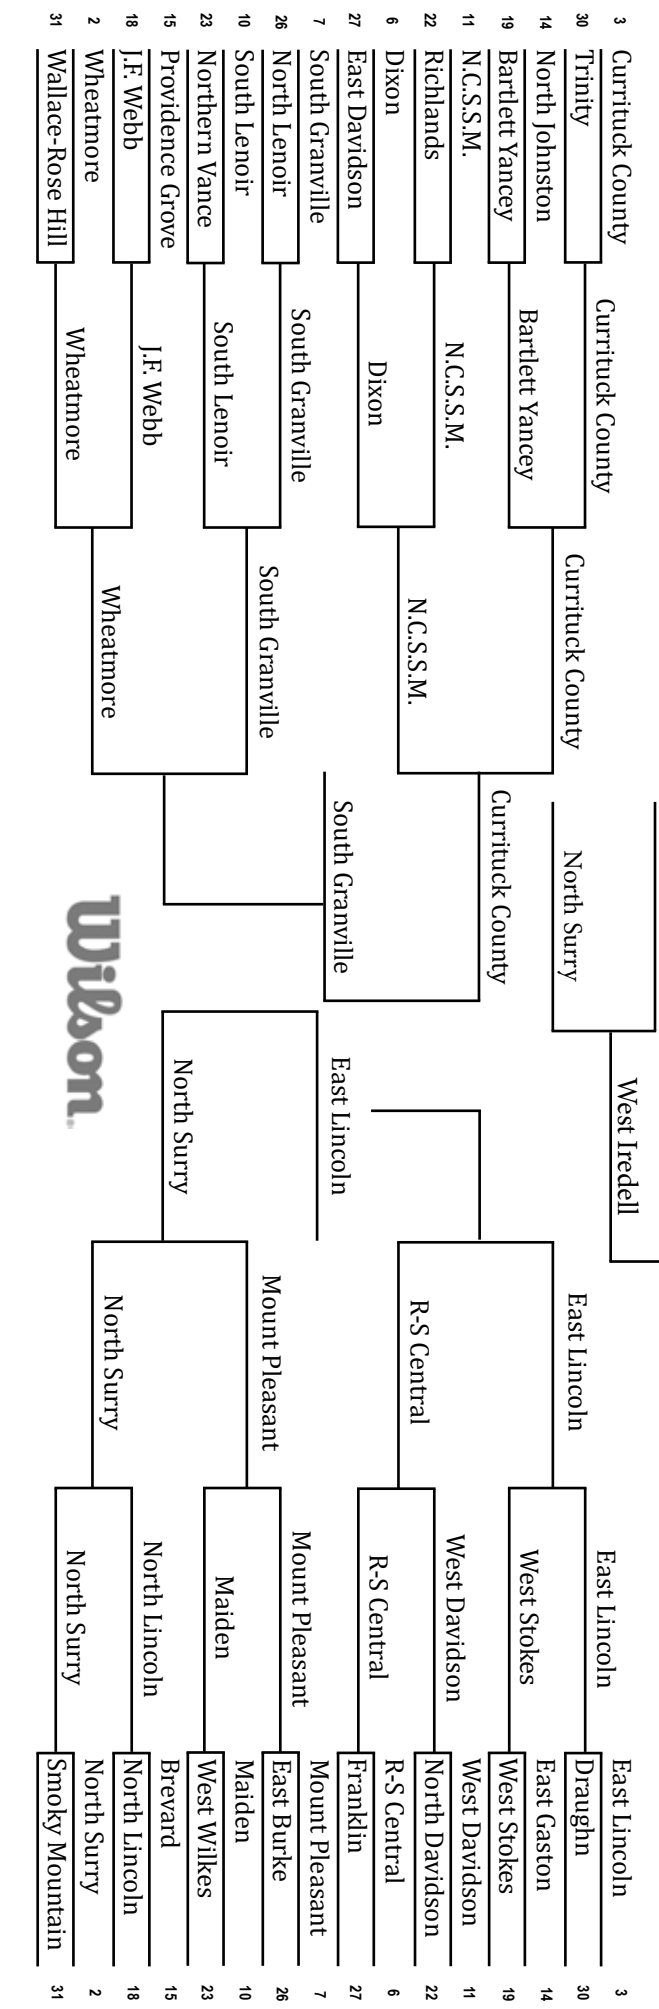 3 Currituck County
30 Trinity
14 North Johnston
19 Bartlett Yancey
11 N.C.S.S.M.
22 Richlands
6 Dixon
27 East Davidson
7 South Granville
26 North Lenoir
10 South Lenoir
23 Northern Vance
15 Providence Grove
18 J.F. Webb
2 Wheatmore
31 Wallace-Rose Hill
Currituck County
Bartlett Yancey
N.C.S.S.M.
Dixon
South Granville
South Lenoir
J.F. Webb
Wheatmore
Currituck County
N.C.S.S.M.
South Granville
Wheatmore
Currituck County
South Granville
North Surry
West Iredell
Wilson
East Lincoln
North Surry
East Lincoln
R-S Central
Mount Pleasant
North Surry
East Lincoln
West Stokes
West Davidson
R-S Central
Mount Pleasant
Maiden
North Lincoln
North Surry
East Lincoln 3
Draughn 30
East Gaston 14
West Stokes 19
West Davidson 11
North Davidson 22
R-S Central 6
Franklin 27
Mount Pleasant 7
East Burke 26
Maiden 10
West Wilkes 23
Brevard 15
North Lincoln 18
North Surry 2
Smoky Mountain 31